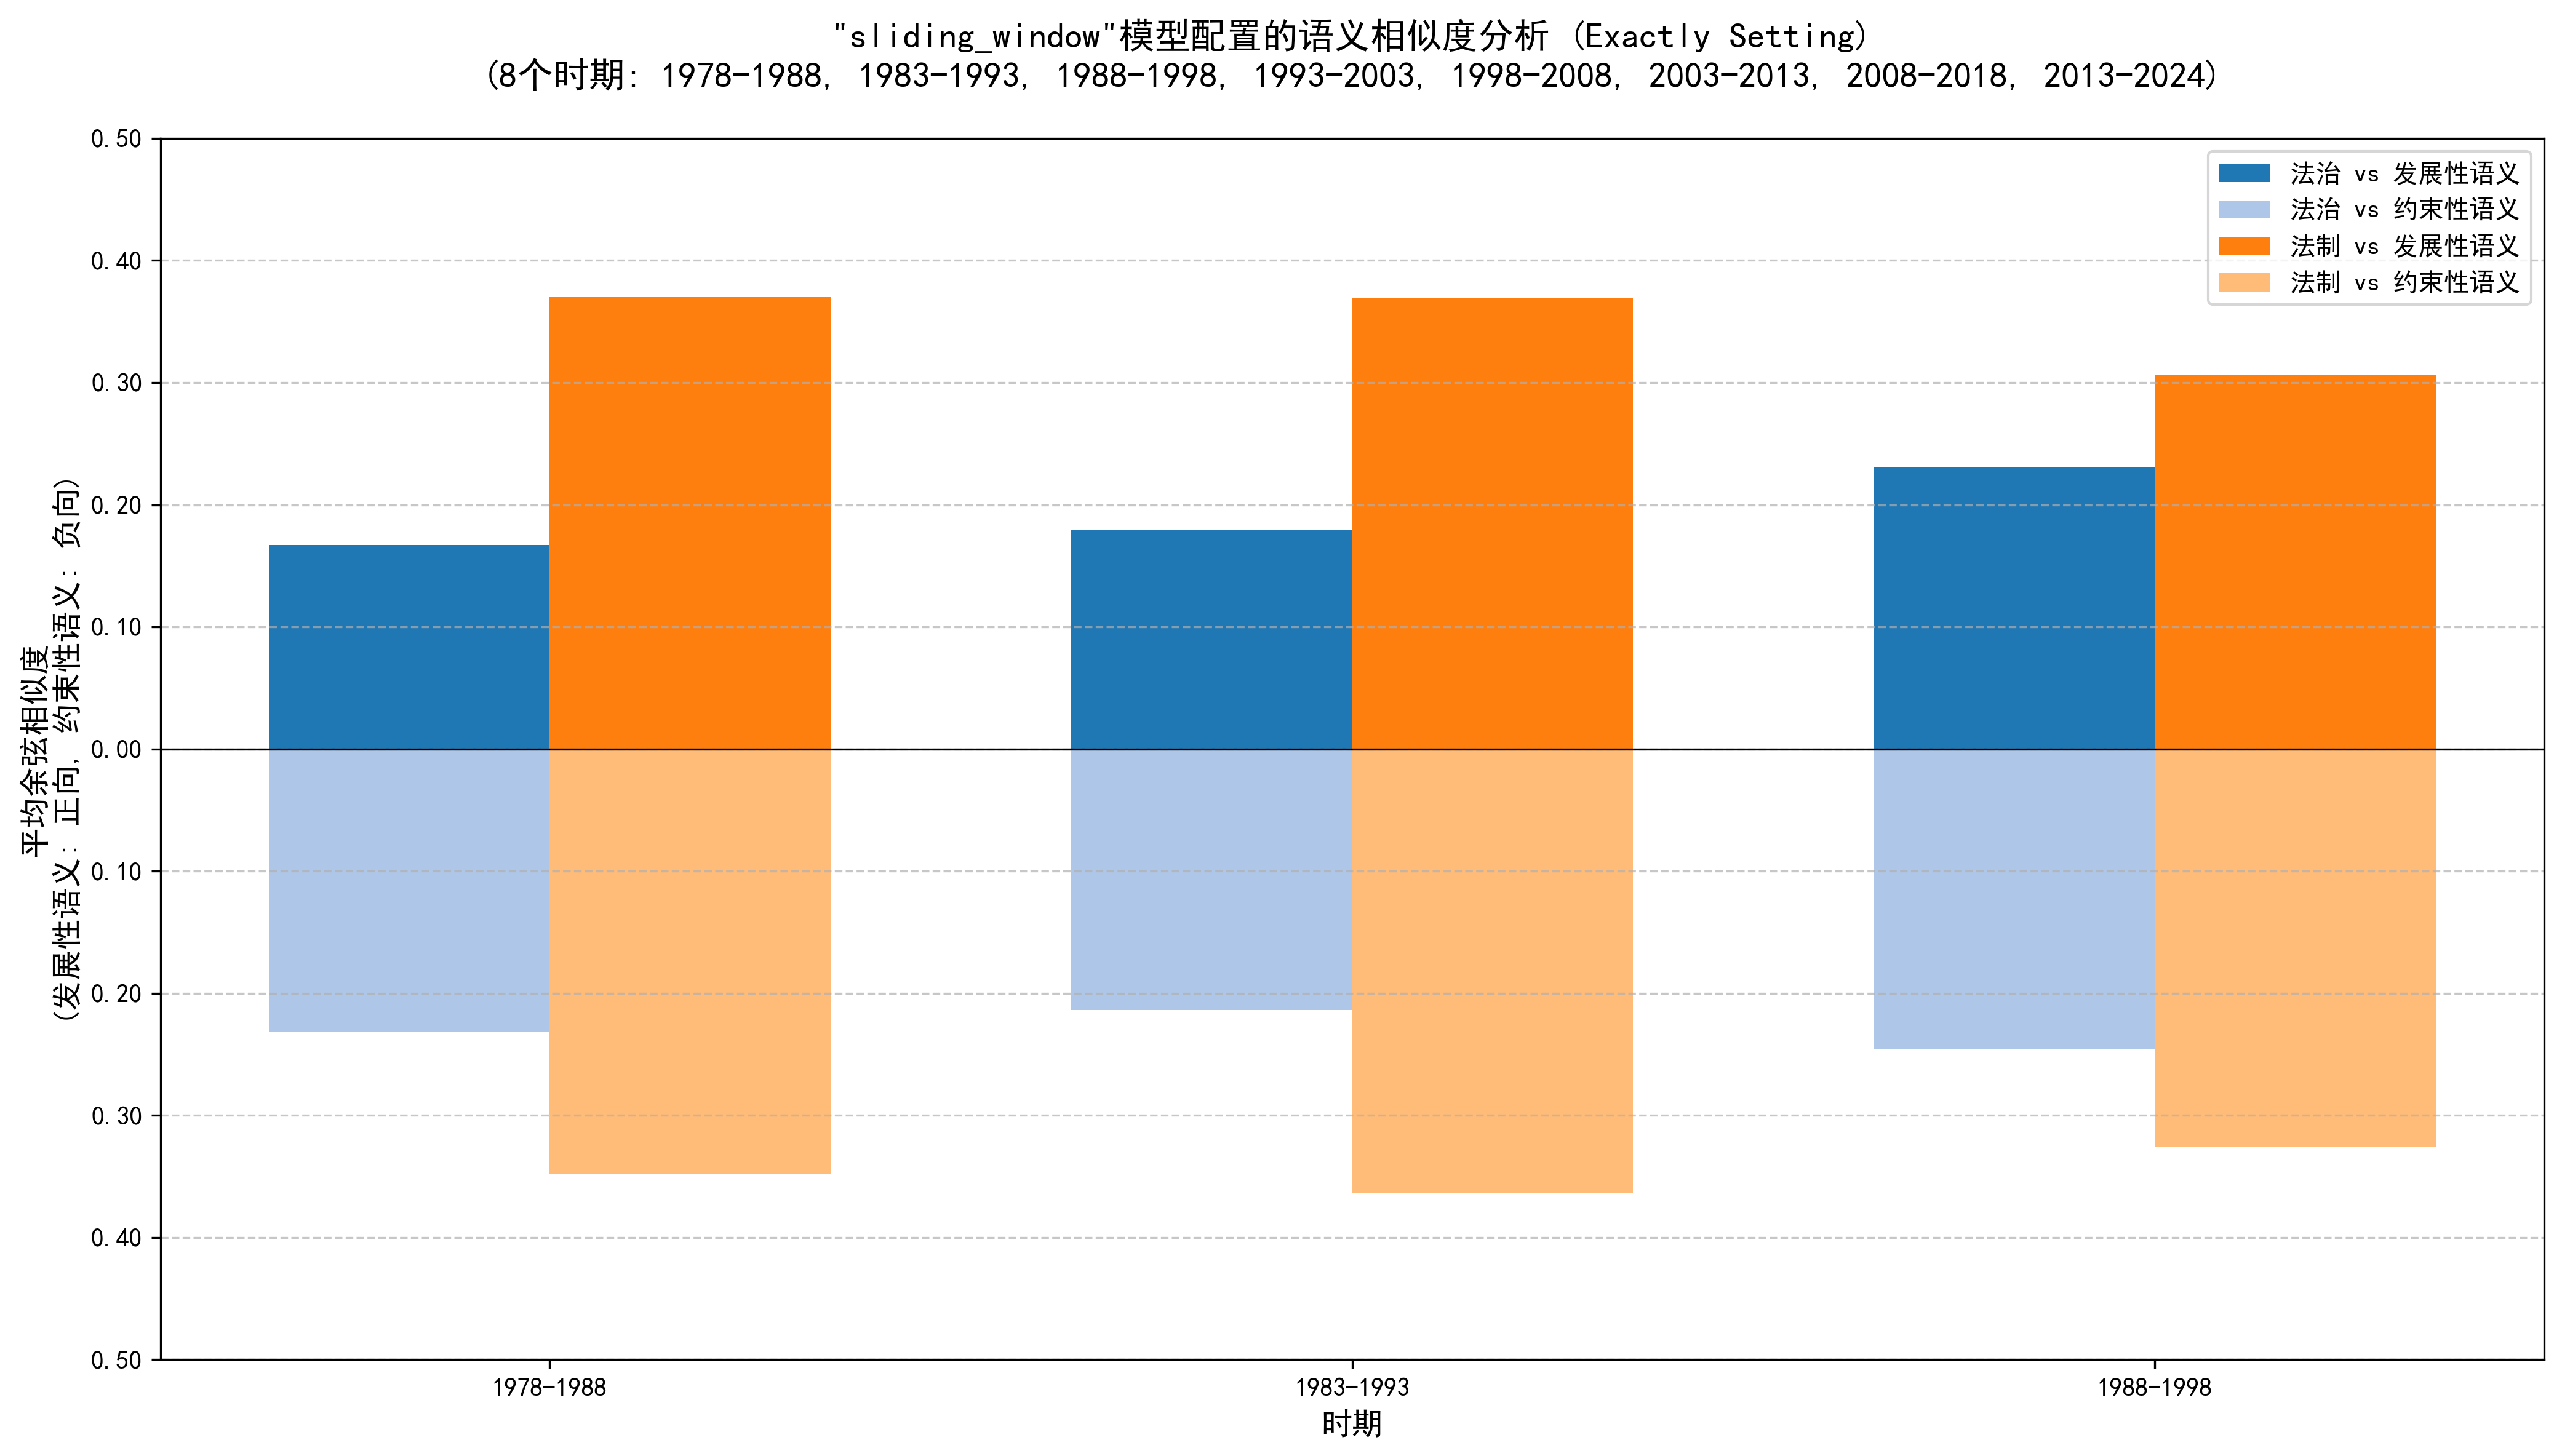 "sliding_window"模型配置的语义相似度分析 (Exactly Setting)
(8个时期: 1978-1988, 1983-1993, 1988-1998, 1993-2003, 1998-2008, 2003-2013, 2008-2018, 2013-2024)
法治 vs 发展性语义
法治 vs 约束性语义
法制 vs 发展性语义
法制 vs 约束性语义
平均余弦相似度
(发展性语义: 正向, 约束性语义: 负向)
0.50
0.40
0.30
0.20
0.10
0.00
0.10
0.20
0.30
0.40
0.50
1978-1988
1983-1993
1988-1998
时期